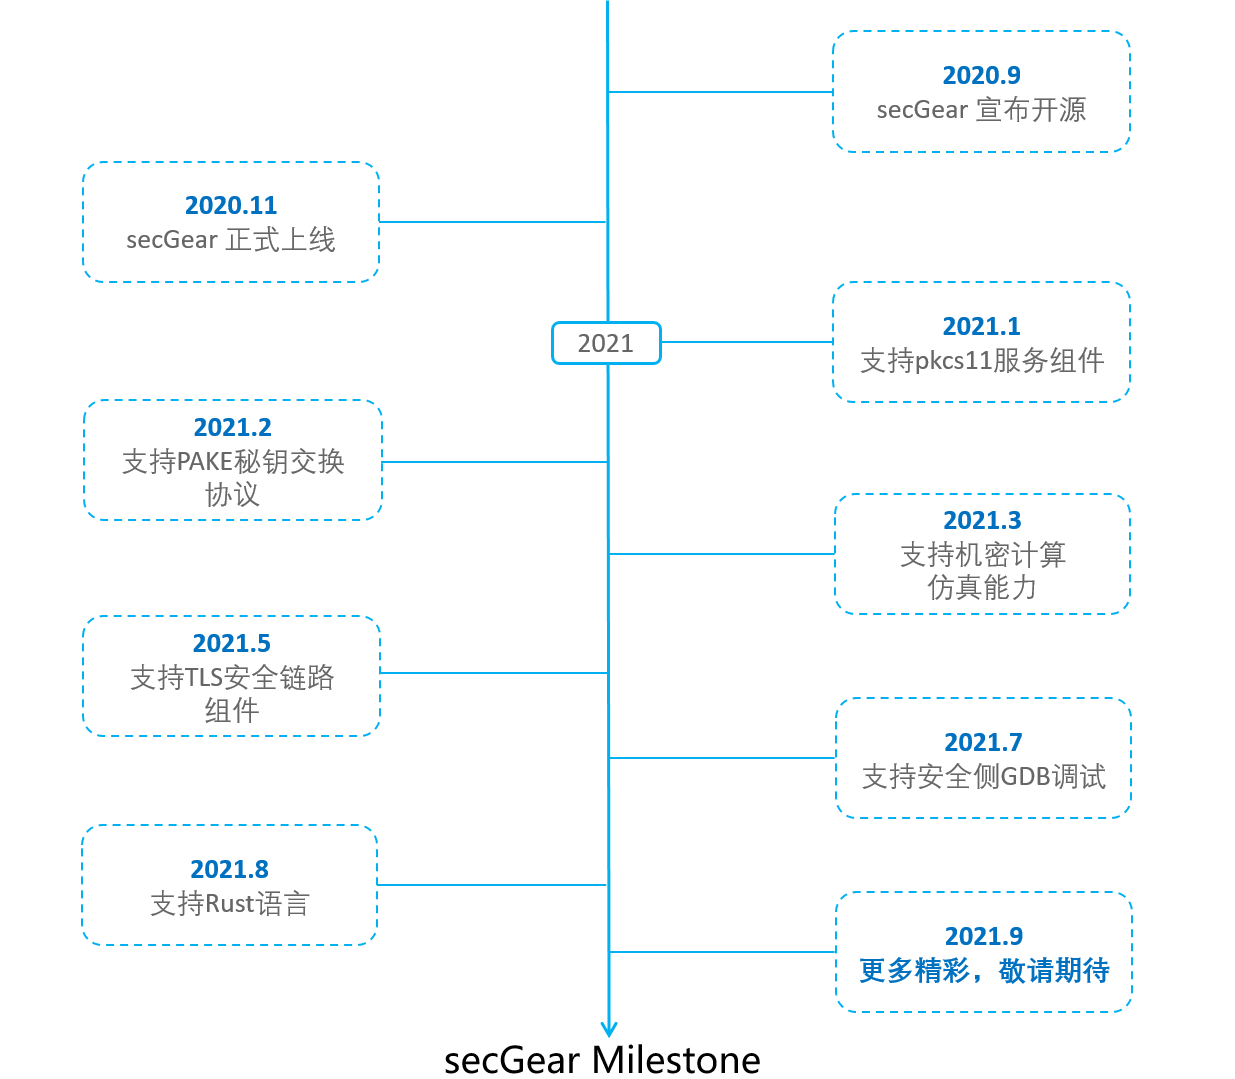 2020.9
secGear 宣布开源
2020.11
secGear 正式上线
2021
2021.1
支持pkcs11服务组件
2021.2
支持PAKE秘钥交换
协议
2021.3
支持机密计算
仿真能力
2021.5
支持TLS安全链路
组件
2021.7
支持安全侧GDB调试
2021.8
支持Rust语言
2021.9
更多精彩，敬请期待
secGear Milestone